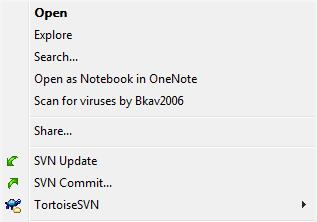 Open
Explore
Search...
Open as Notebook in OneNote
Scan for viruses by Bkav2006
Share...
SVN Update
SVN Commit...
TortoiseSVN